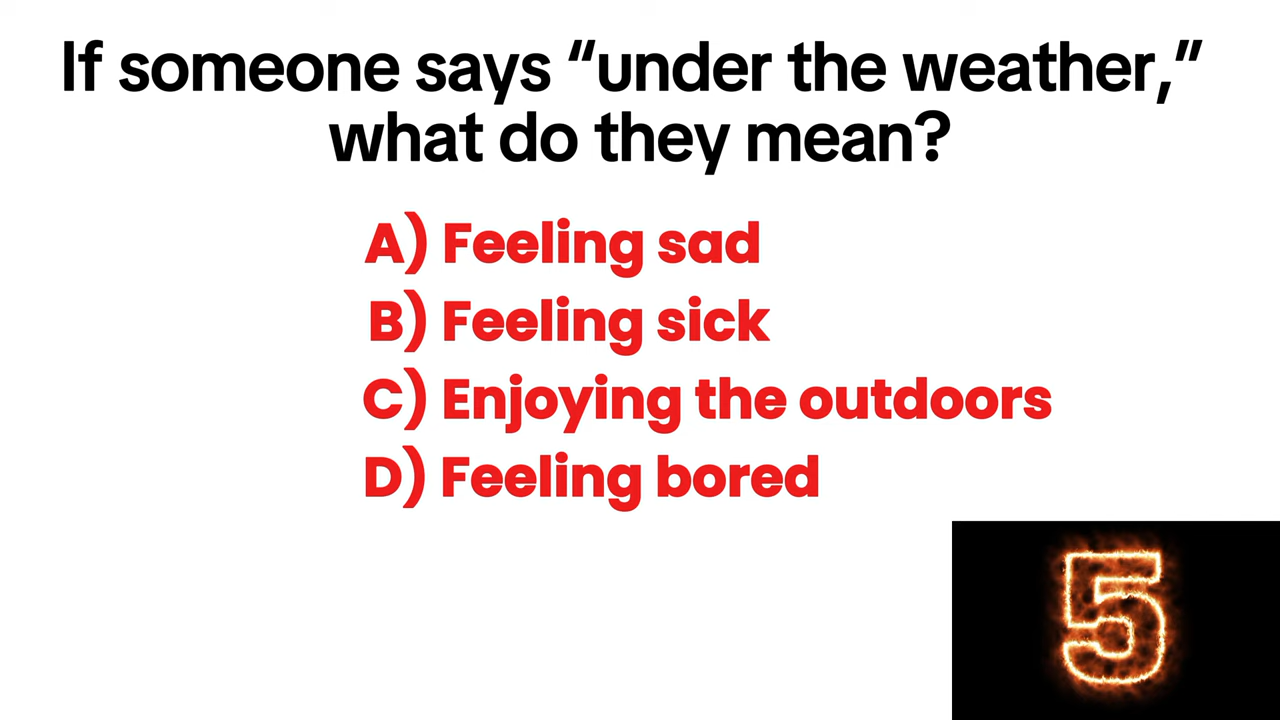 If someone says “under the weather,”
what do they mean?
A) Feeling sad
B) Feeling sick
C) Enjoying the outdoors
D) Feeling bored
5